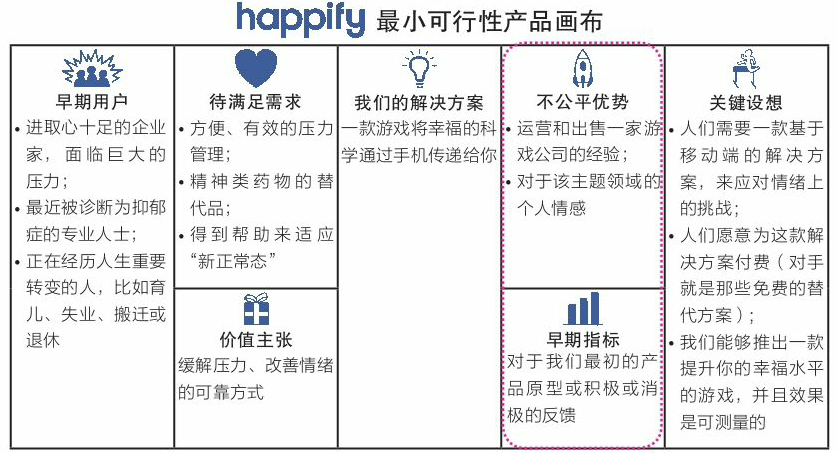 happify 最小可行性产品画布
早期用户
• 进取心十足的企业
家，面临巨大的
压力；
• 最近被诊断为抑郁
症的专业人士；
• 正在经历人生重要
转变的人，比如育
儿、失业、搬迁或
退休
待满足需求
• 方便、有效的压力
管理；
• 精神类药物的替
代品；
• 得到帮助来适应
“新正常态”
价值主张
缓解压力、改善情绪
的可靠方式
我们的解决方案
一款游戏将幸福的科
学通过手机传递给你
不公平优势
• 运营和出售一家游
戏公司的经验；
• 对于该主题领域的
个人情感
早期指标
对于我们最初的产
品原型或积极或消
极的反馈
关键设想
• 人们需要一款基于
移动端的解决方
案，来应对情绪上
的挑战；
• 人们愿意为这款解
决方案付费（对手
就是那些免费的替
代方案）；
• 我们能够推出一款
提升你的幸福水平
的游戏，并且效果
是可测量的